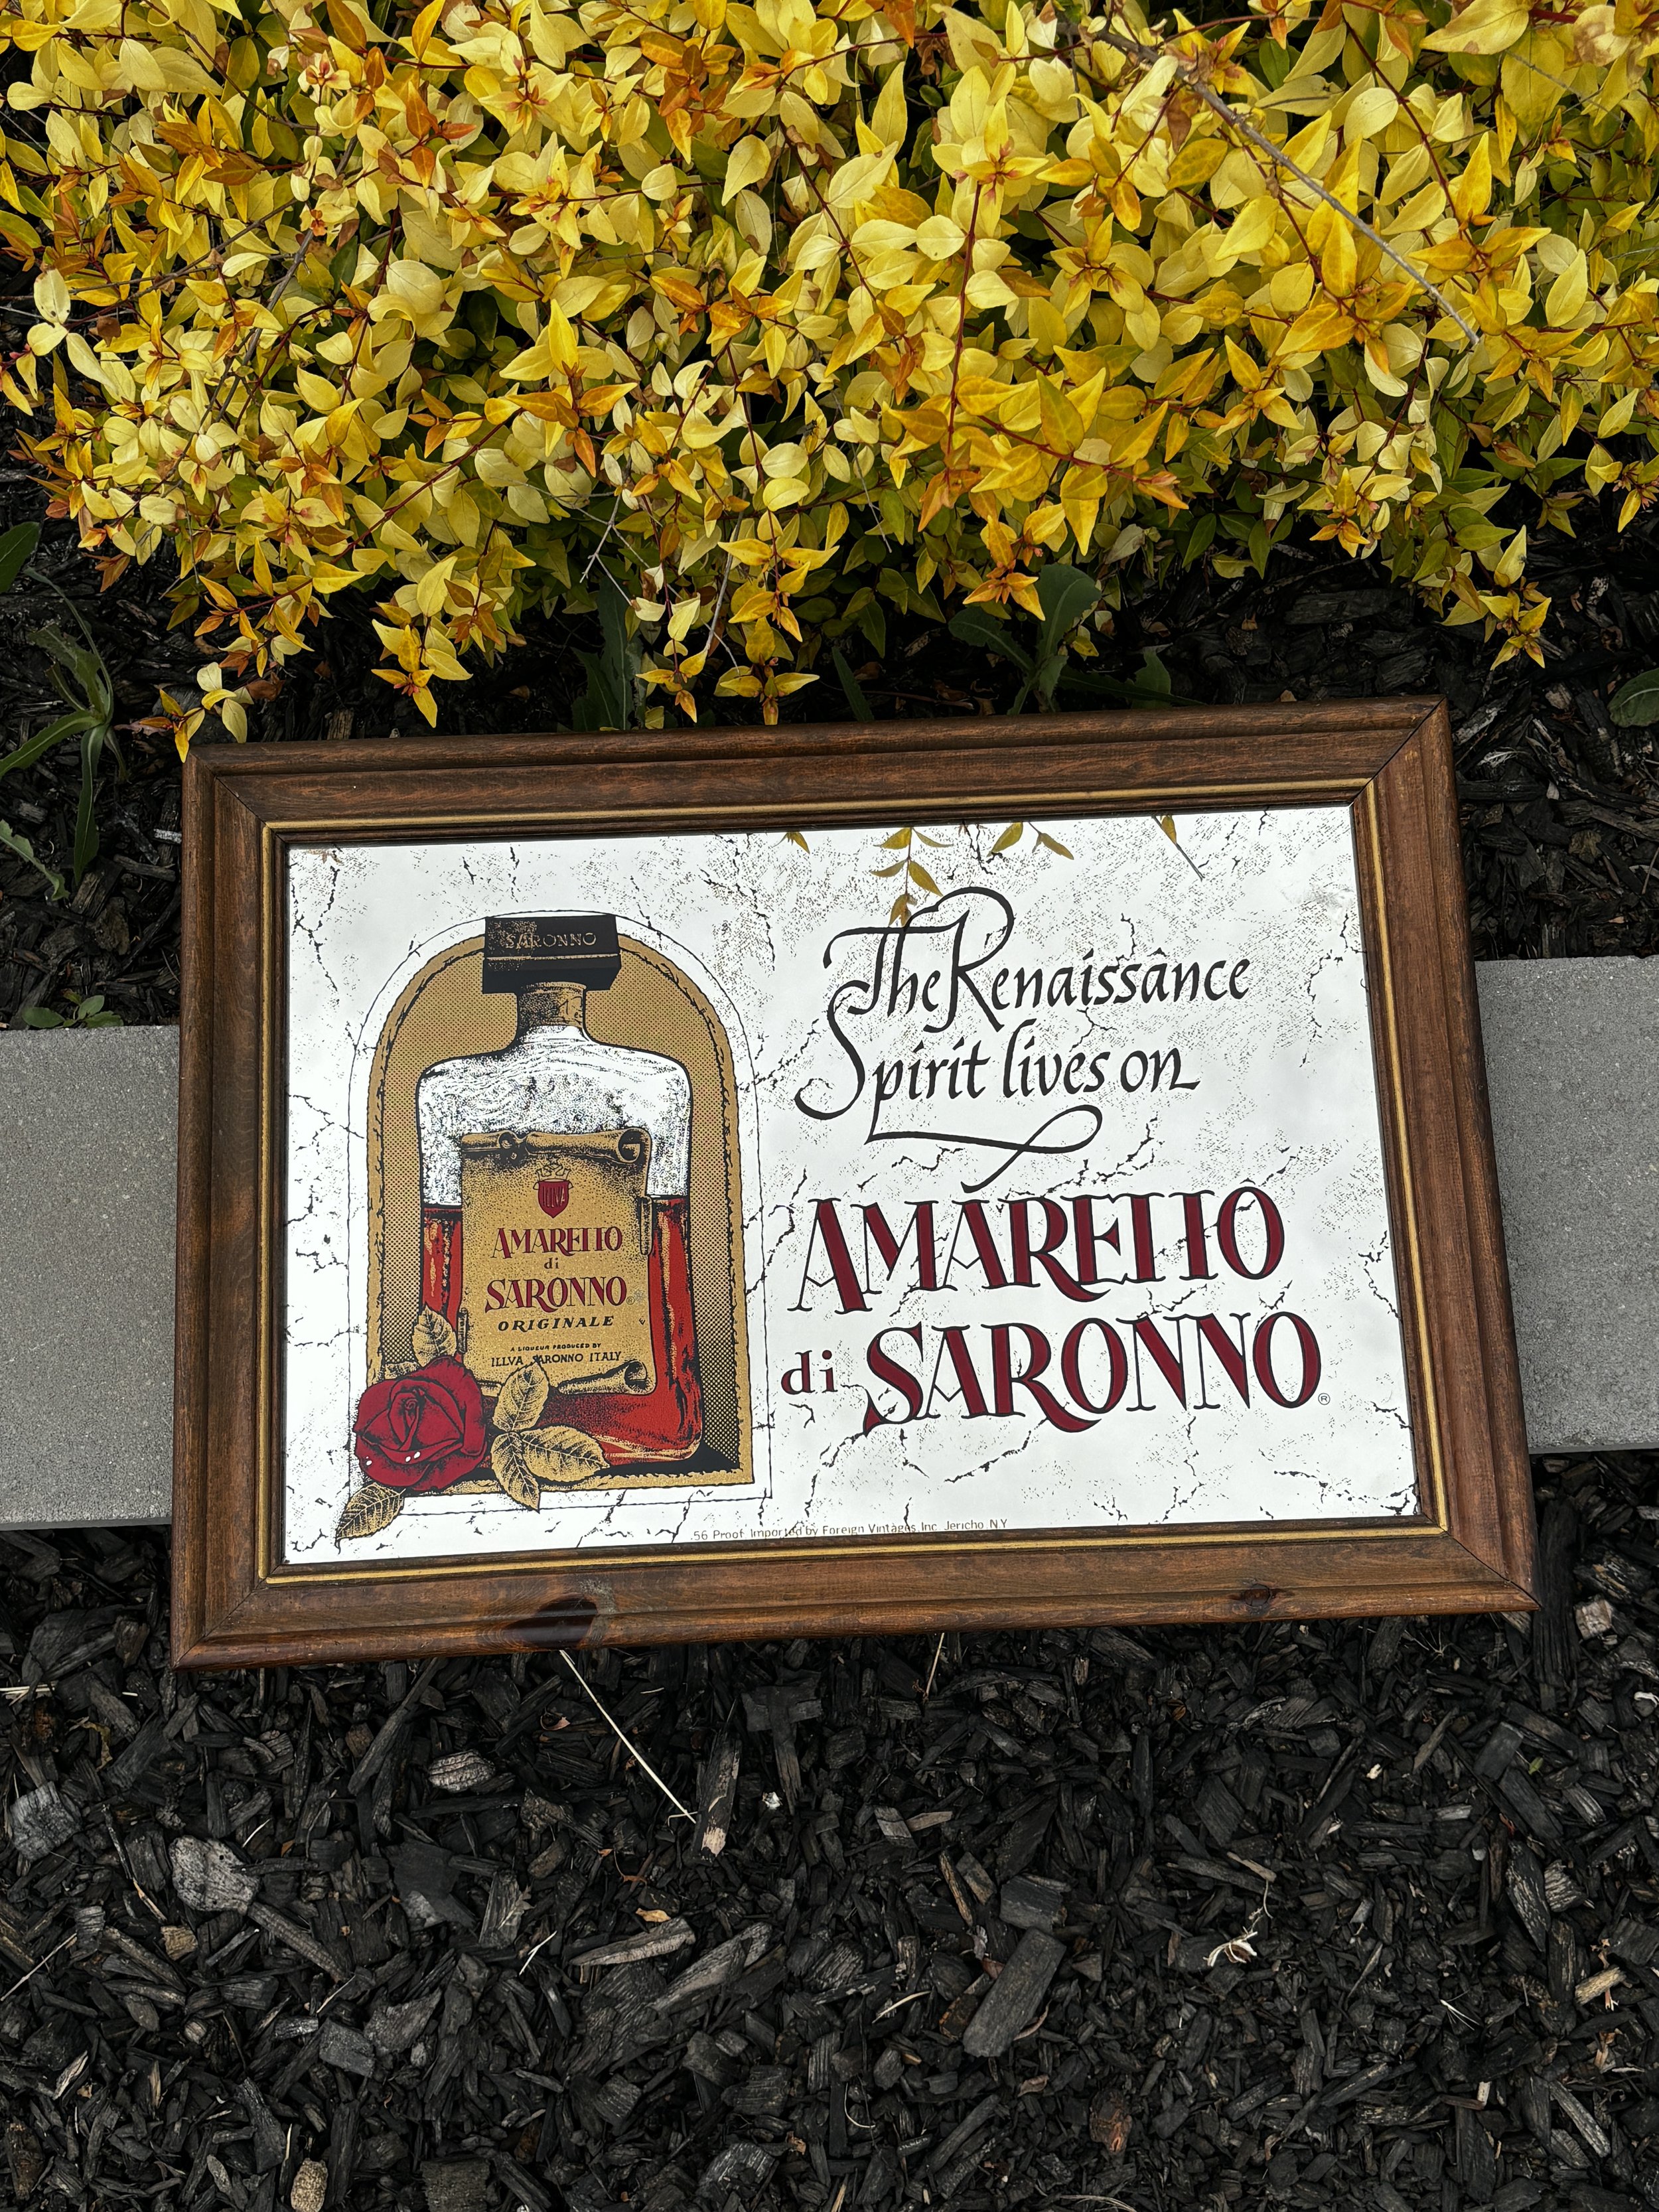 SARONNO
The Renaissance
Spirit lives on
AMARETTO
di SARONNO®
ILLVA
AMARETTO
di
SARONNO®
ORIGINALE
A LIQUEUR PRODUCED BY
ILLVA SARONNO ITALY
56 Proof Imported by Foreign Vintages, Inc. Jericho, N.Y.